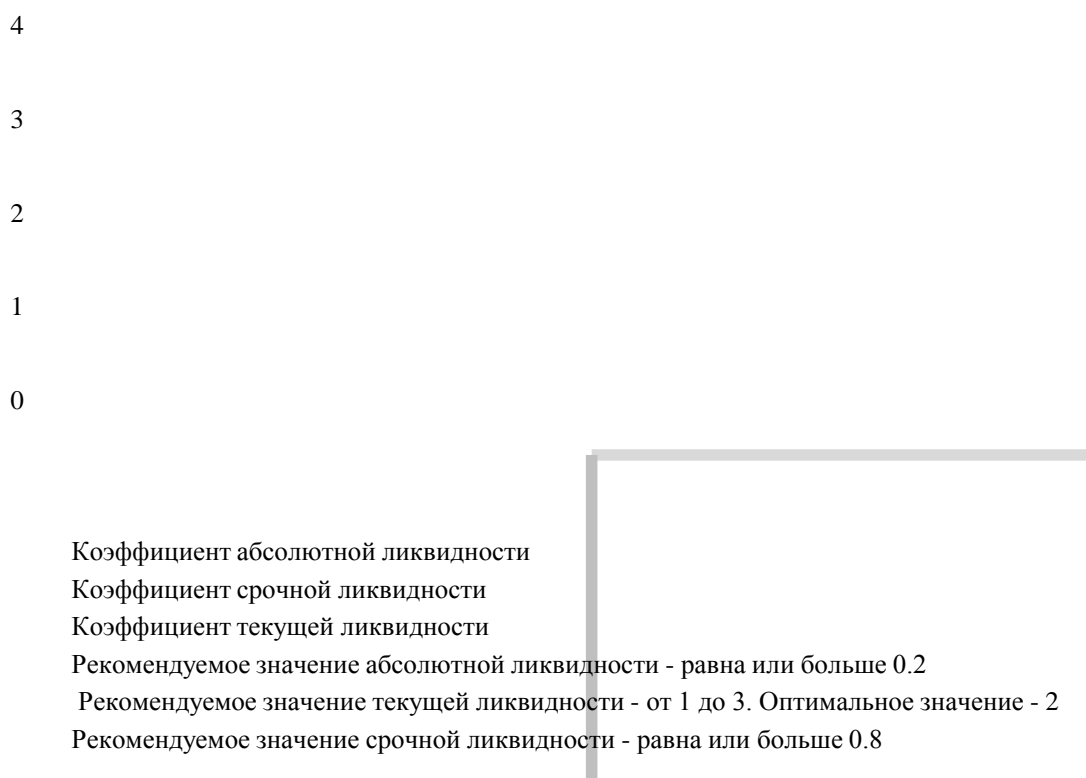 4
3
2
1
0
Коэффициент абсолютной ликвидности
Коэффициент срочной ликвидности
Коэффициент текущей ликвидности
Рекомендуемое значение абсолютной ликвидности - равна или больше 0.2
Рекомендуемое значение текущей ликвидности - от 1 до 3. Оптимальное значение - 2
Рекомендуемое значение срочной ликвидности - равна или больше 0.8